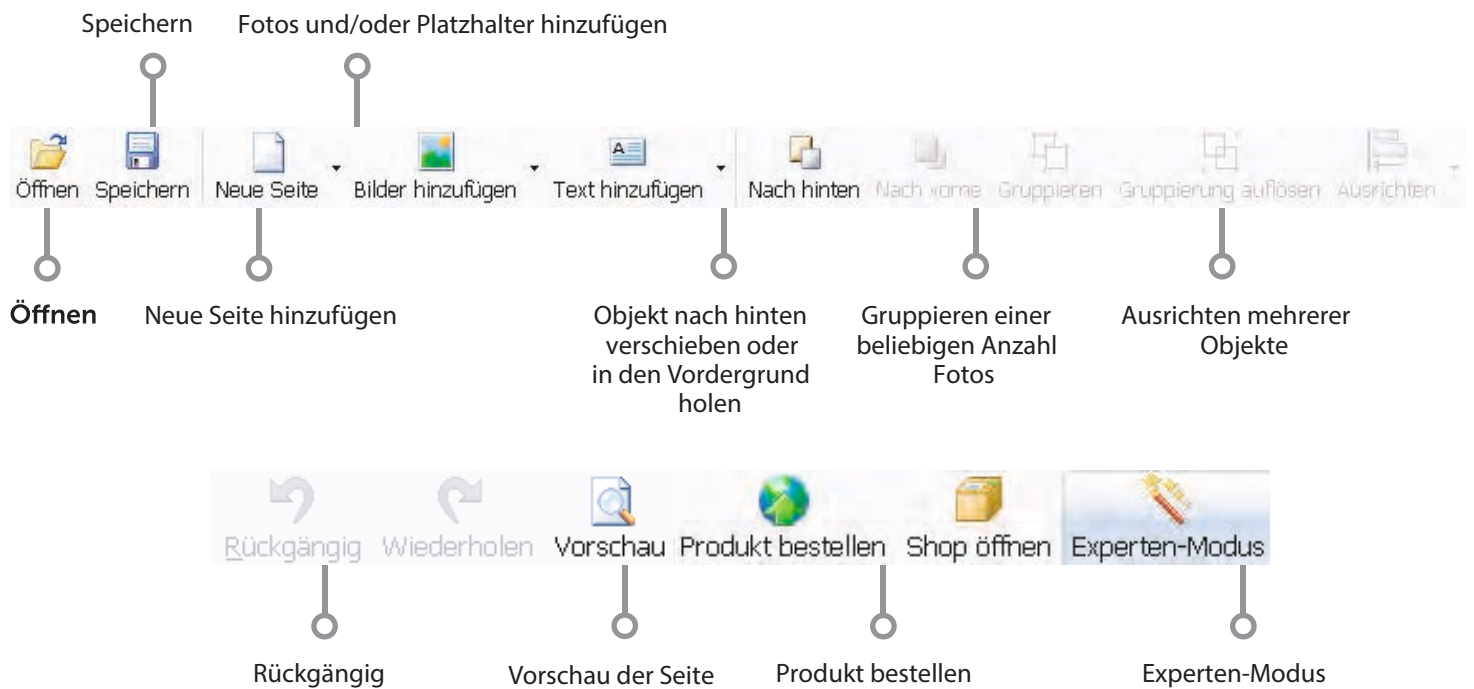 Speichern Fotos und/oder Platzhalter hinzufügen
Öffnen Speichern Neue Seite Bilder hinzufügen Text hinzufügen Nach hinten Nach vorne Gruppieren Gruppierung auflösen Ausrichten
Öffnen Neue Seite hinzufügen
Objekt nach hinten
verschieben oder
in den Vordergrund
holen
Gruppieren einer
beliebigen Anzahl
Fotos
Ausrichten mehrerer
Objekte
Rückgängig Wiederholen Vorschau Produkt bestellen Shop öffnen Experten-Modus
Rückgängig Vorschau der Seite Produkt bestellen Experten-Modus